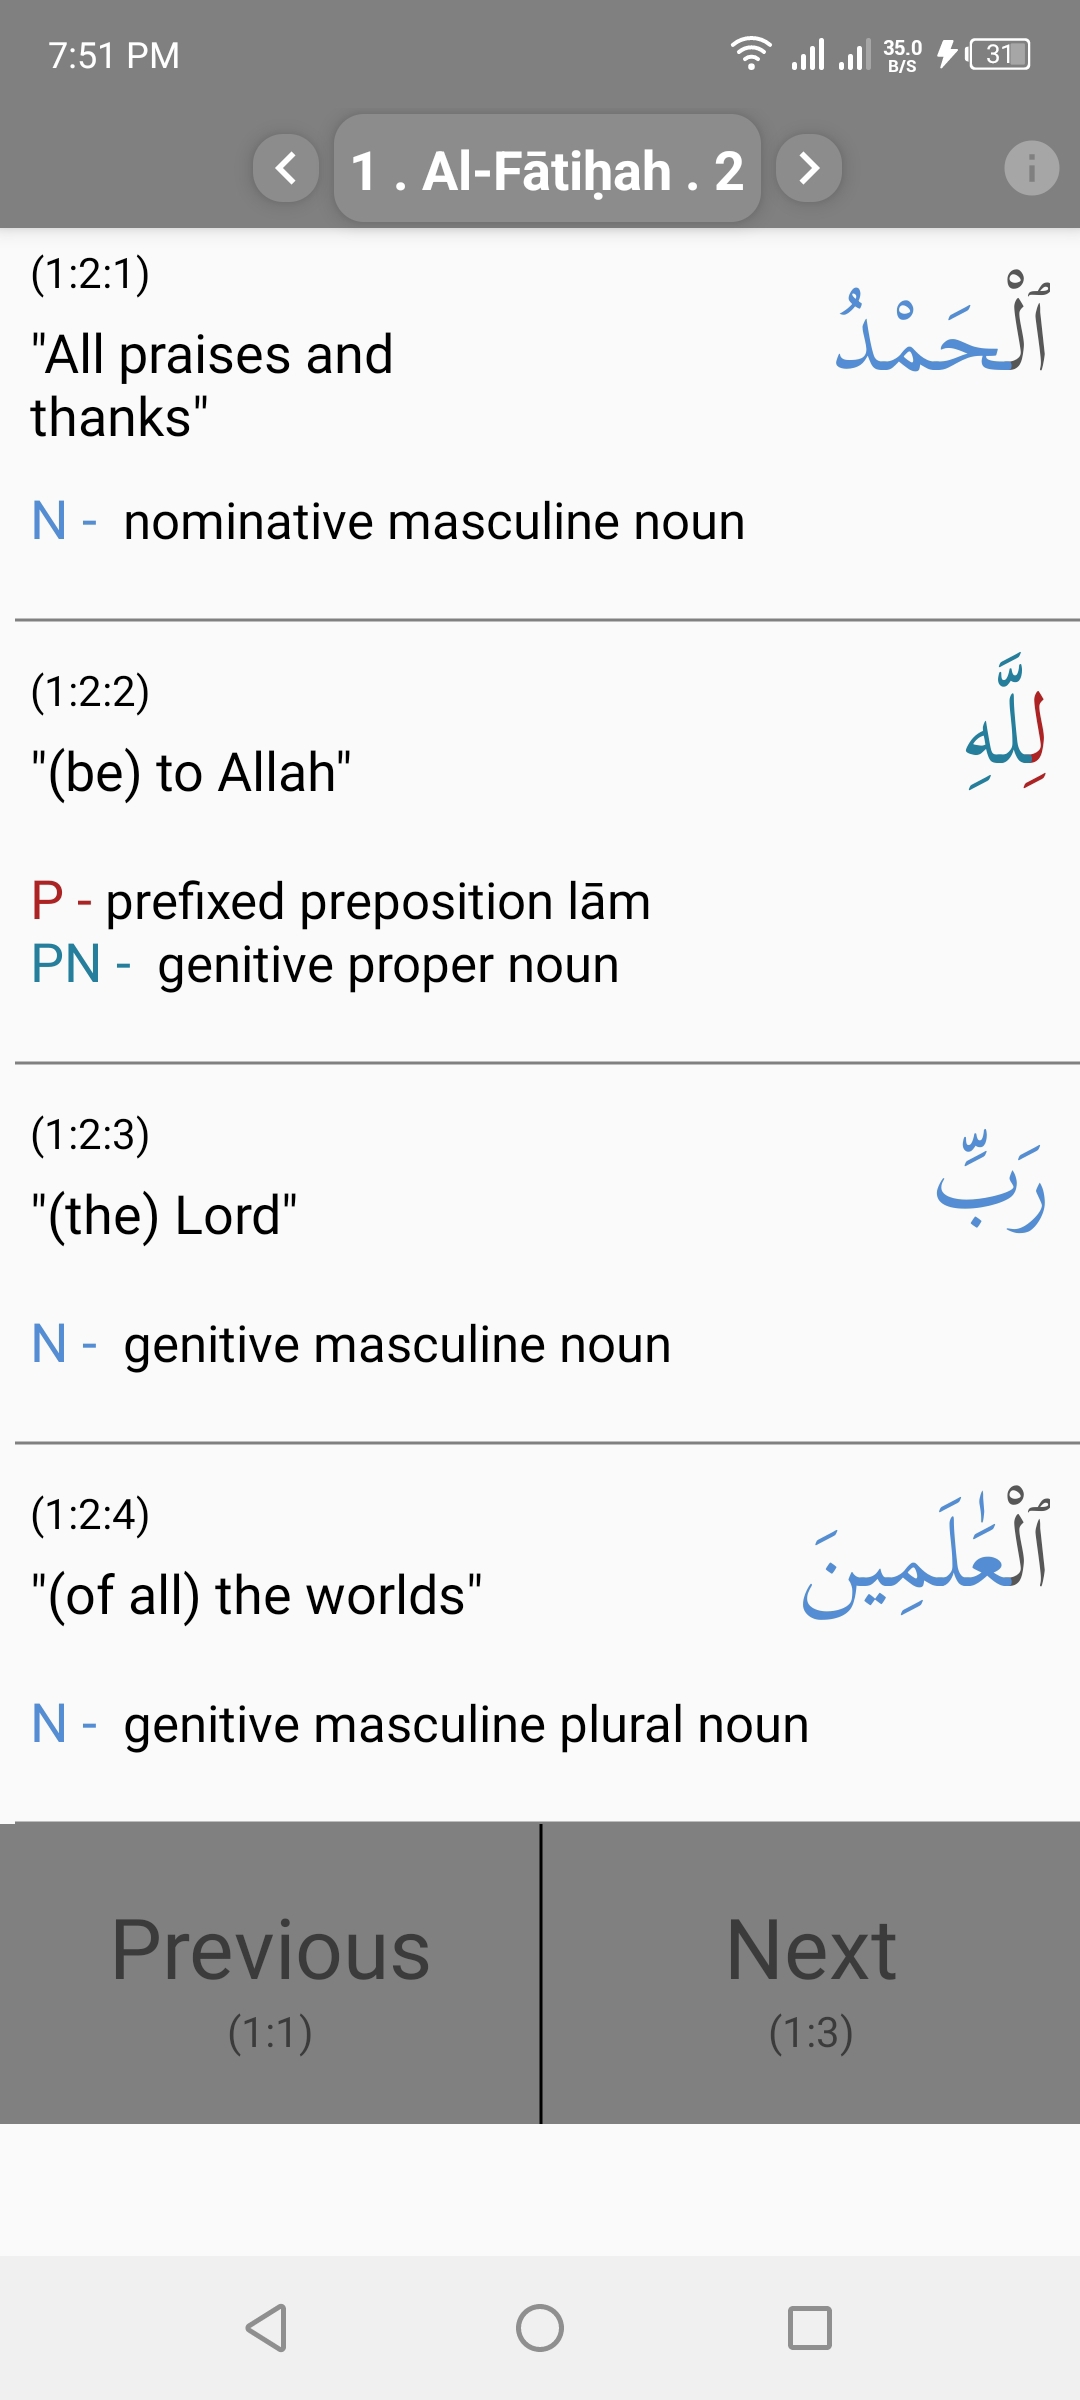 7:51 PM
35.0
B/S
31
1 . Al-Fātiḥah . 2
(1:2:1)
ٱلْحَمْدُ
"All praises and
thanks"
N - nominative masculine noun
(1:2:2)
لِلَّهِ
"(be) to Allah"
P - prefixed preposition lām
PN - genitive proper noun
(1:2:3)
رَبِّ
"(the) Lord"
N - genitive masculine noun
(1:2:4)
ٱلْعَٰلَمِينَ
"(of all) the worlds"
N - genitive masculine plural noun
Previous
(1:1)
Next
(1:3)